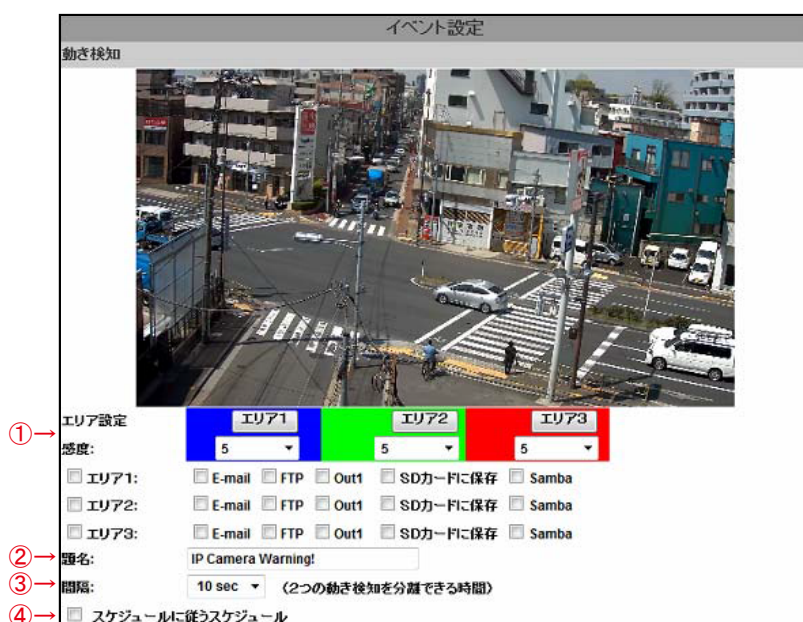 イベント設定
動き検知
エリア設定 エリア1 エリア2 エリア3
①→
感度: 5 5 5
エリア1: E-mail FTP Out1 SDカードに保存 Samba
エリア2: E-mail FTP Out1 SDカードに保存 Samba
エリア3: E-mail FTP Out1 SDカードに保存 Samba
②→ 題名: IP Camera Warning!
③→ 間隔: 10 sec (2つの動き検知を分離できる時間)
④→ スケジュールに従うスケジュール